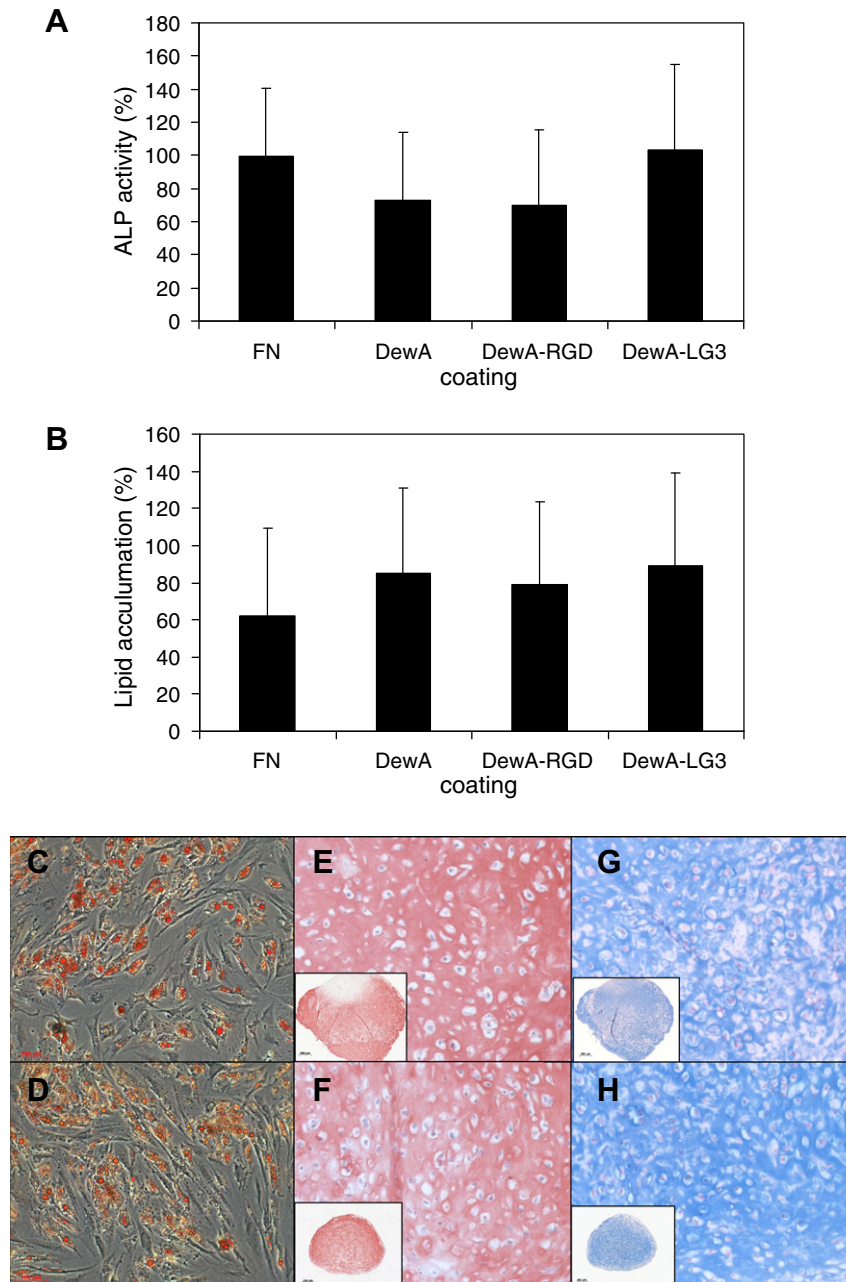 A
180
160
140
120
100
80
60
40
20
0
ALP activity (%)
FN DewA DewA-RGD DewA-LG3
coating
B
160
140
120
100
80
60
40
20
0
Lipid acculumation (%)
FN DewA DewA-RGD DewA-LG3
coating
C E G
D F H